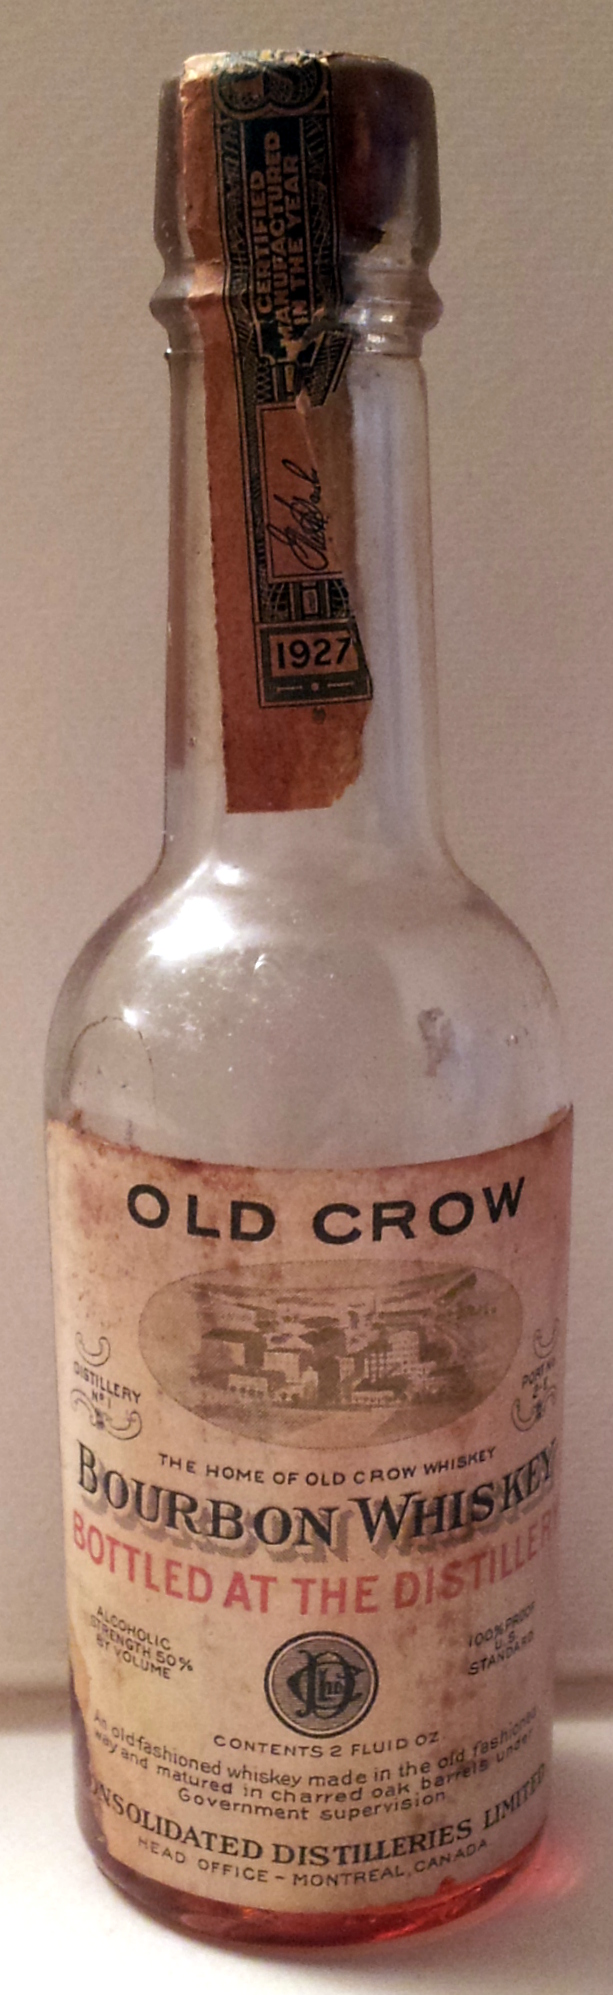 CERTIFIED
MANUFACTURED
IN THE YEAR
1927
OLD CROW
DISTILLERY
Nº 1
THE HOME OF OLD CROW WHISKEY
BOURBON WHISKEY
BOTTLED AT THE DISTILLERY
ALCOHOLIC
STRENGTH 50%
BY VOLUME
100% PROOF
U.S.
STANDARD
CONTENTS 2 FLUID OZ.
An old fashioned whiskey made in the old fashioned
way and matured in charred oak barrels under
Government supervision
CONSOLIDATED DISTILLERIES LIMITED
HEAD OFFICE - MONTREAL, CANADA